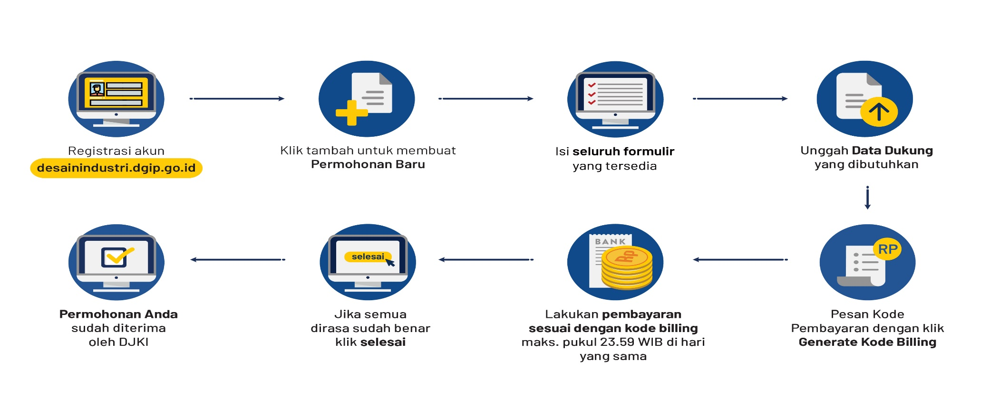 Registrasi akun
desainindustri.dgip.go.id
Klik tambah untuk membuat
Permohonan Baru
Isi seluruh formulir
yang tersedia
Unggah Data Dukung
yang dibutuhkan
RP
Pesan Kode
Pembayaran dengan klik
Generate Kode Billing
BANK
Rp
Lakukan pembayaran
sesuai dengan kode billing
maks. pukul 23.59 WIB di hari
yang sama
selesai
Jika semua
dirasa sudah benar
klik selesai
Permohonan Anda
sudah diterima
oleh DJKI